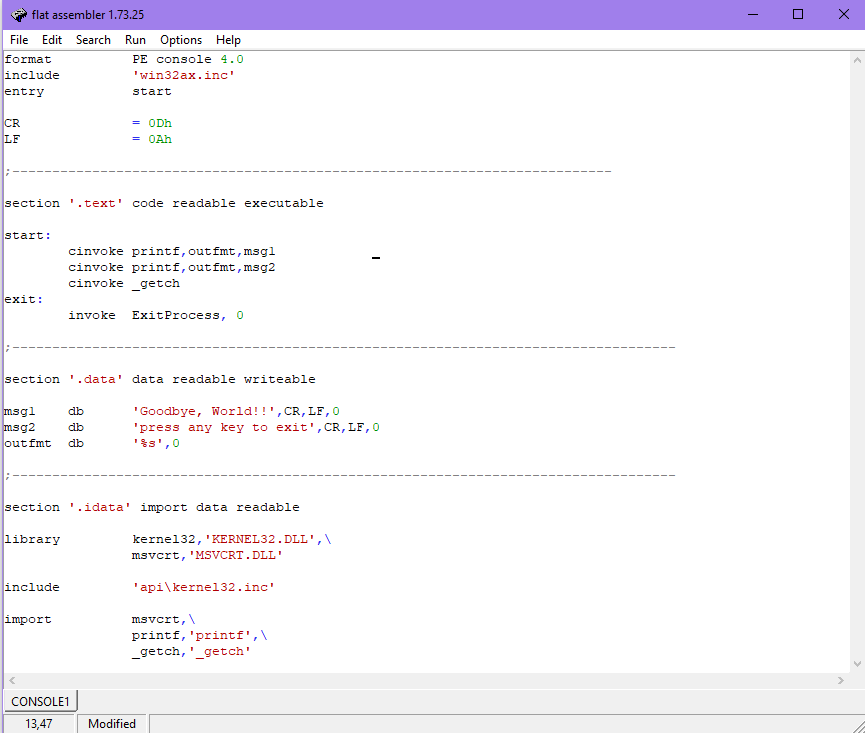 flat assembler 1.73.25
File Edit Search Run Options Help
format PE console 4.0
include 'win32ax.inc'
entry start
CR = 0Dh
LF = 0Ah
;---------------------------------------------------------------------------
section '.text' code readable executable
start:
cinvoke printf,outfmt,msg1
cinvoke printf,outfmt,msg2
cinvoke _getch
exit:
invoke ExitProcess, 0
;-----------------------------------------------------------------------------------
section '.data' data readable writeable
msg1 db 'Goodbye, World!!',CR,LF,0
msg2 db 'press any key to exit',CR,LF,0
outfmt db '%s',0
;-----------------------------------------------------------------------------------
section '.idata' import data readable
library kernel32,'KERNEL32.DLL',\
msvcrt,'MSVCRT.DLL'
include 'api\kernel32.inc'
import msvcrt,\
printf,'printf',\
_getch,'_getch'
CONSOLE1
13,47 Modified